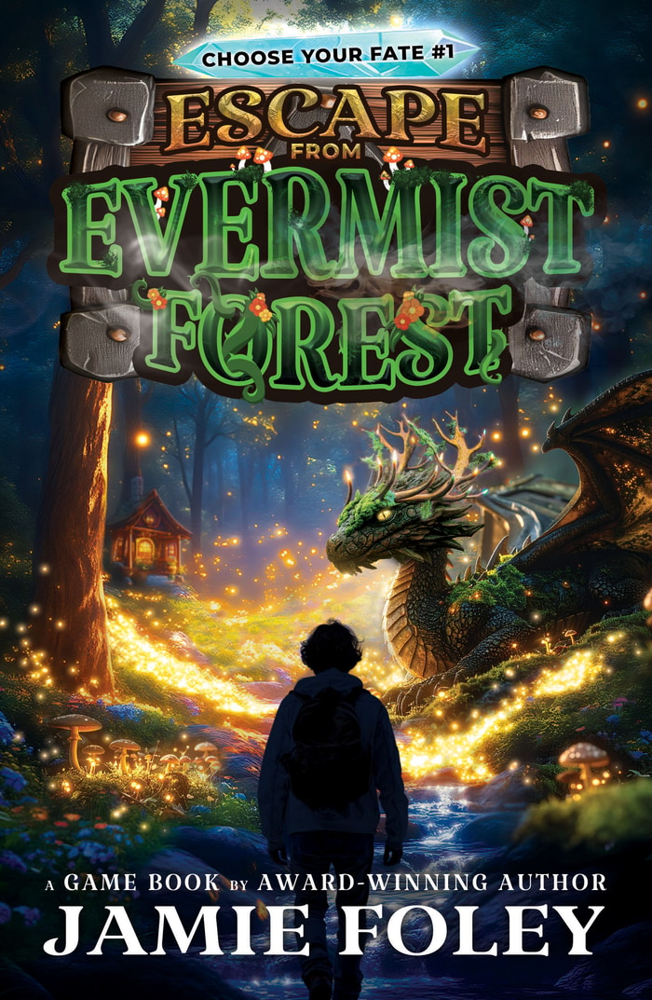 CHOOSE YOUR FATE #1
ESCAPE
FROM
EVERMIST
FOREST
A GAME BOOK BY AWARD-WINNING AUTHOR
JAMIE FOLEY